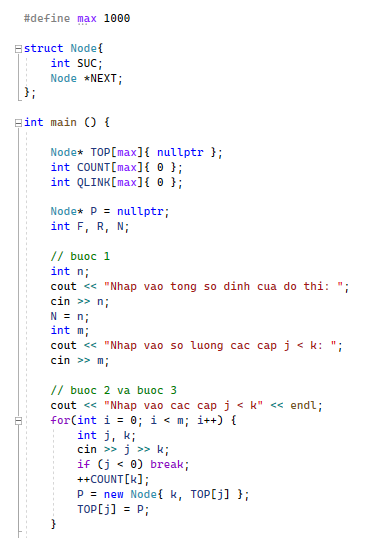 #define max 1000
struct Node{
    int SUC;
    Node *NEXT;
};
int main () {
    Node* TOP[max]{ nullptr };
    int COUNT[max]{ 0 };
    int QLINK[max]{ 0 };
    Node* P = nullptr;
    int F, R, N;
    // buoc 1
    int n;
    cout << "Nhap vao tong so dinh cua do thi: ";
    cin >> n;
    N = n;
    int m;
    cout << "Nhap vao so luong cac cap j < k: ";
    cin >> m;
    // buoc 2 va buoc 3
    cout << "Nhap vao cac cap j < k" << endl;
    for(int i = 0; i < m; i++) {
        int j, k;
        cin >> j >> k;
        if (j < 0) break;
        ++COUNT[k];
        P = new Node{ k, TOP[j] };
        TOP[j] = P;
    }